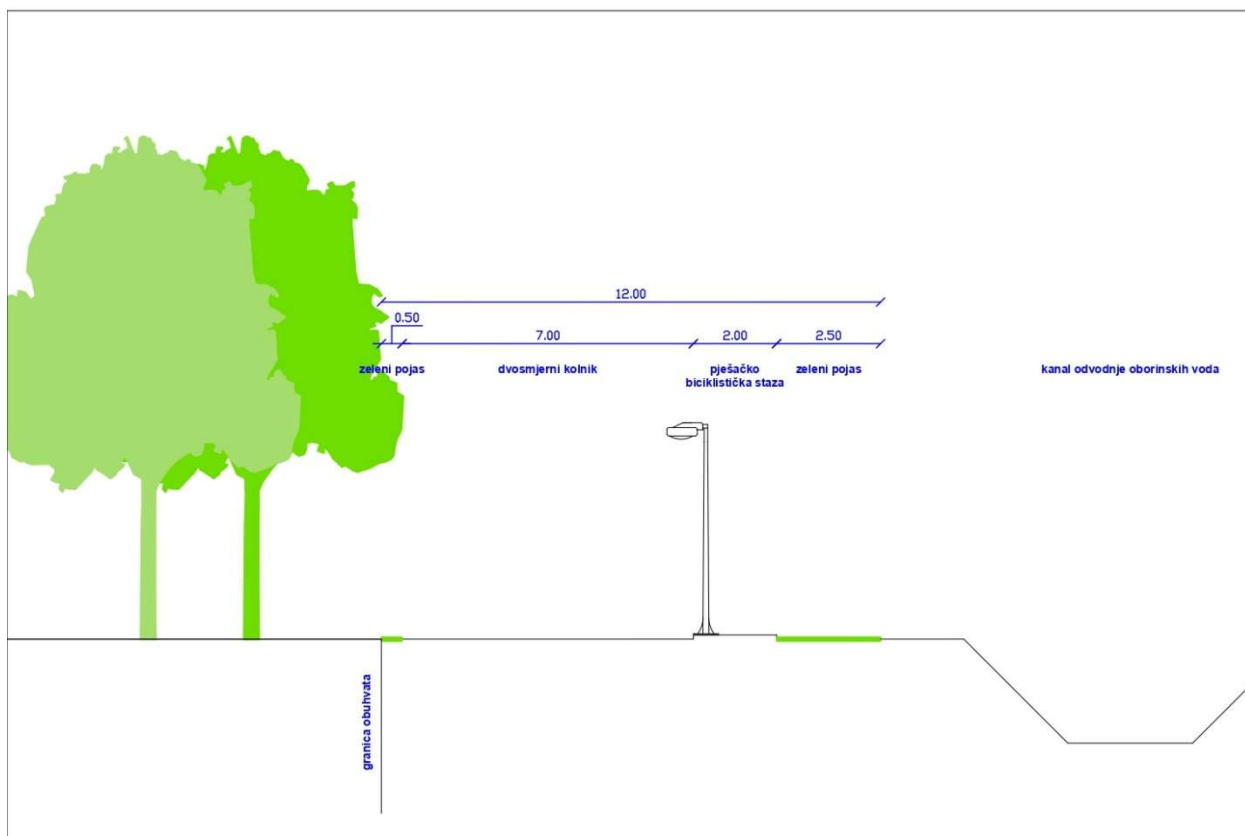 12.00
0.50
7.00
2.00
2.50
zeleni pojas
dvosmjerni kolnik
pješačko
biciklistička staza
zeleni pojas
kanal odvodnje oborinskih voda
granica obuhvata